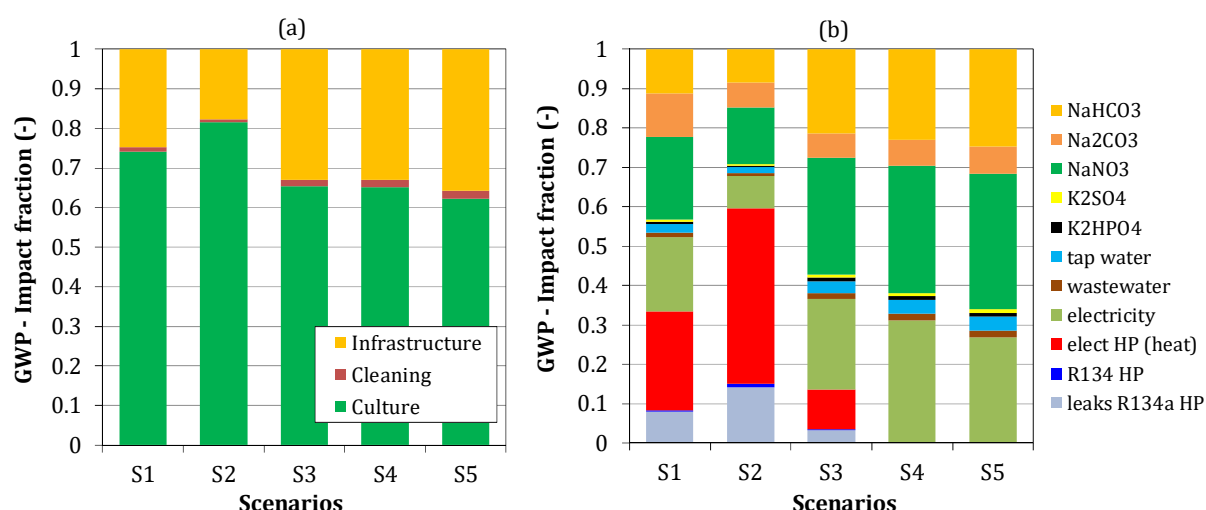 (a)
GWP - Impact fraction (-)
1
0.9
0.8
0.7
0.6
0.5
0.4
0.3
0.2
0.1
0
Infrastructure
Cleaning
Culture
S1 S2 S3 S4 S5
Scenarios
(b)
GWP - Impact fraction (-)
1
0.9
0.8
0.7
0.6
0.5
0.4
0.3
0.2
0.1
0
S1 S2 S3 S4 S5
Scenarios
NaHCO3
Na2CO3
NaNO3
K2SO4
K2HPO4
tap water
wastewater
electricity
elect HP (heat)
R134 HP
leaks R134a HP